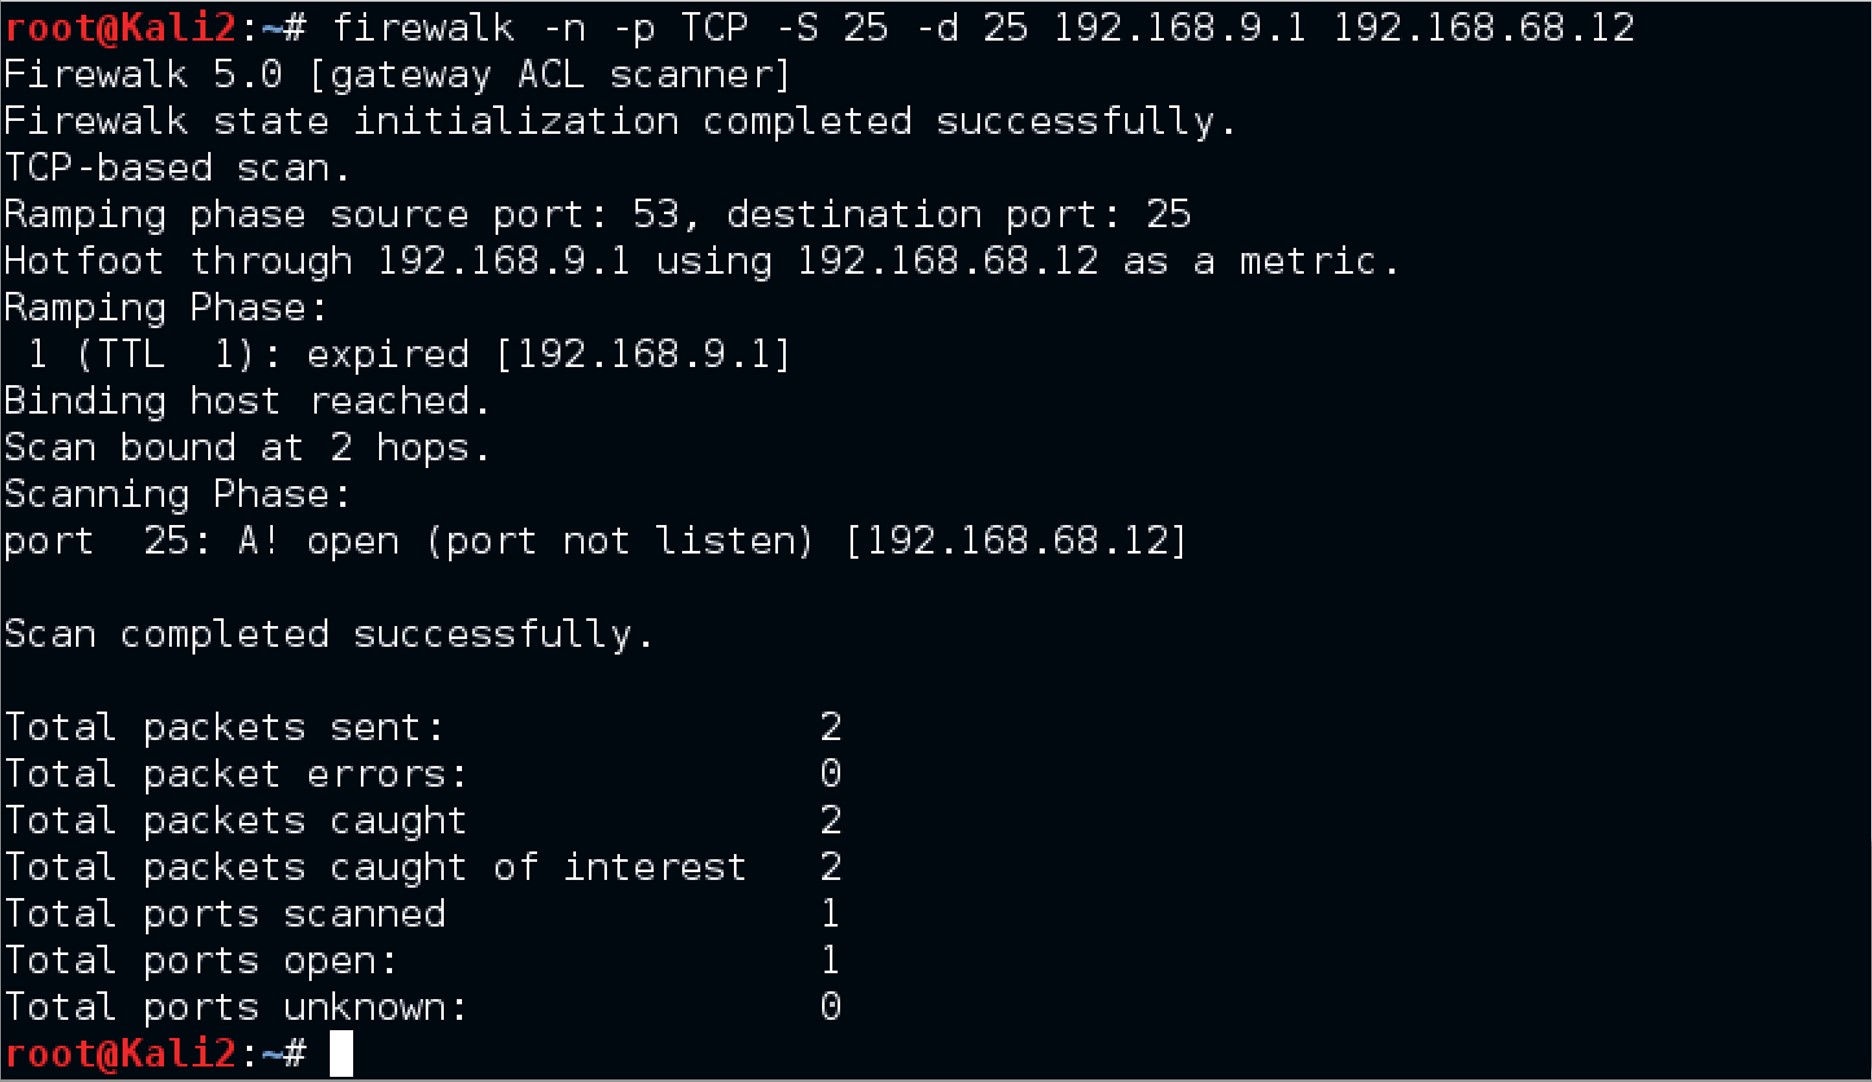 root@Kali2:~# firewalk -n -p TCP -S 25 -d 25 192.168.9.1 192.168.68.12
Firewalk 5.0 [gateway ACL scanner]
Firewalk state initialization completed successfully.
TCP-based scan.
Ramping phase source port: 53, destination port: 25
Hotfoot through 192.168.9.1 using 192.168.68.12 as a metric.
Ramping Phase:
 1 (TTL  1): expired [192.168.9.1]
Binding host reached.
Scan bound at 2 hops.
Scanning Phase:
port  25: A! open (port not listen) [192.168.68.12]
Scan completed successfully.
Total packets sent:                2
Total packet errors:               0
Total packets caught               2
Total packets caught of interest   2
Total ports scanned                1
Total ports open:                  1
Total ports unknown:               0
root@Kali2:~#